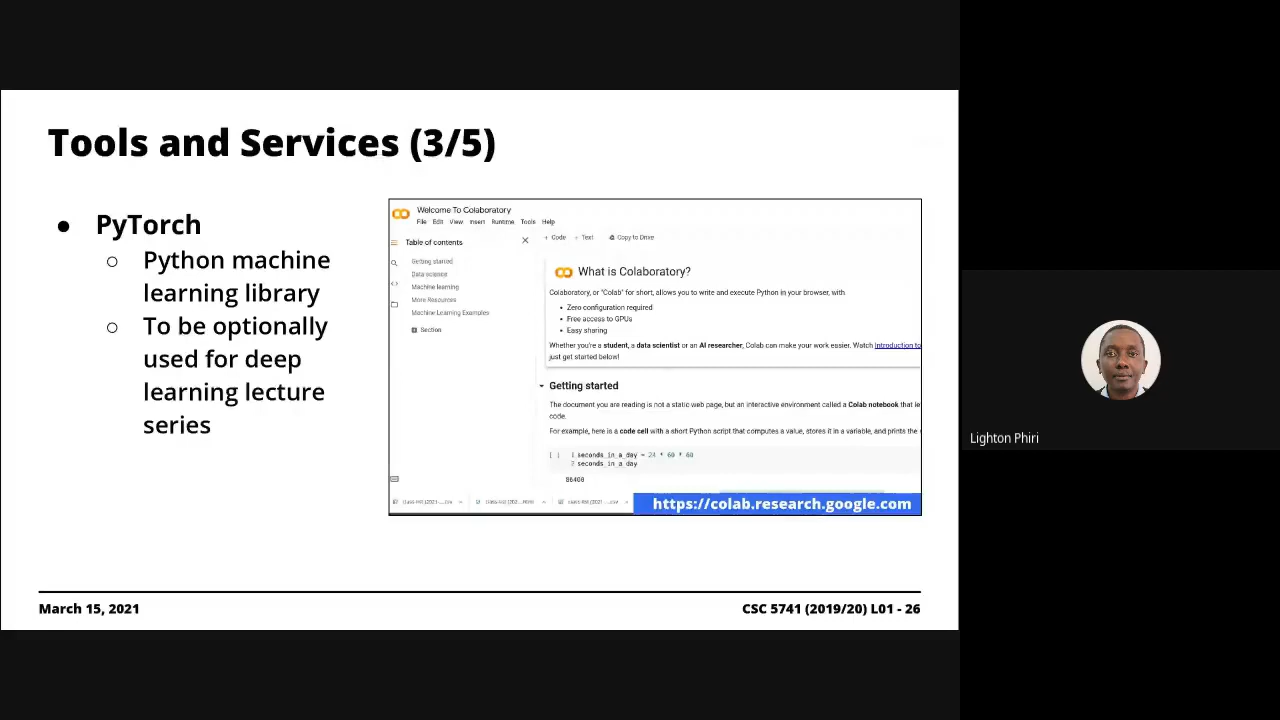 Tools and Services (3/5)
● PyTorch
○ Python machine
learning library
○ To be optionally
used for deep
learning lecture
series
Welcome To Colaboratory
File Edit View Insert Runtime Tools Help
Table of contents
Getting started
Data science
Machine learning
More Resources
Machine Learning Examples
Section
+ Code + Text Copy to Drive
What is Colaboratory?
Colaboratory, or "Colab" for short, allows you to write and execute Python in your browser, with
• Zero configuration required
• Free access to GPUs
• Easy sharing
Whether you're a student, a data scientist or an AI researcher, Colab can make your work easier. Watch Introduction to
just get started below!
Getting started
The document you are reading is not a static web page, but an interactive environment called a Colab notebook that le
code.
For example, here is a code cell with a short Python script that computes a value, stores it in a variable, and prints the
[ ] 1 seconds_in_a_day = 24 * 60 * 60
2 seconds_in_a_day
86400
https://colab.research.google.com
March 15, 2021
CSC 5741 (2019/20) L01 - 26
Lighton Phiri